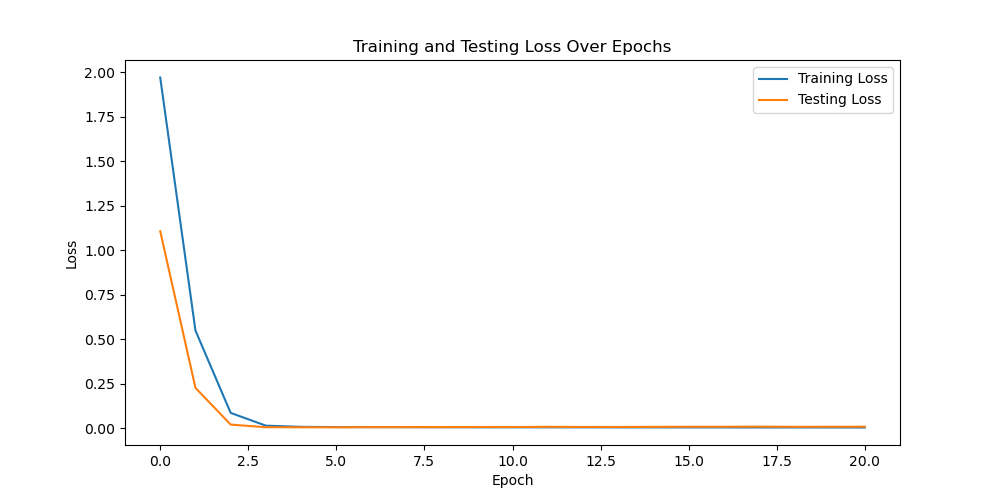 Training and Testing Loss Over Epochs
Training Loss
Testing Loss
2.00
1.75
1.50
1.25
1.00
0.75
0.50
0.25
0.00
Loss
0.0 2.5 5.0 7.5 10.0 12.5 15.0 17.5 20.0
Epoch